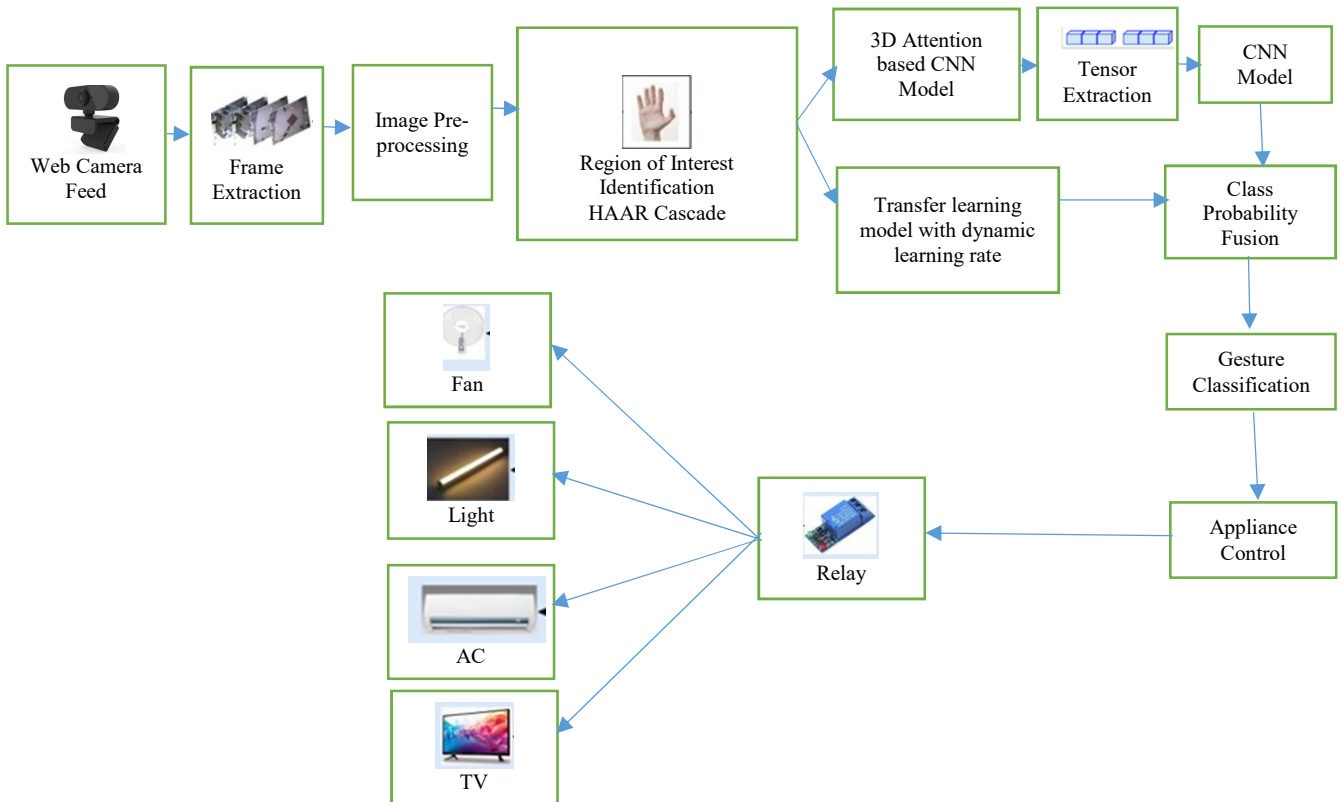 Web Camera
Feed
Frame
Extraction
Image Pre-
processing
Region of Interest
Identification
HAAR Cascade
3D Attention
based CNN
Model
Tensor
Extraction
CNN
Model
Transfer learning
model with dynamic
learning rate
Class
Probability
Fusion
Gesture
Classification
Appliance
Control
Relay
Fan
Light
AC
TV